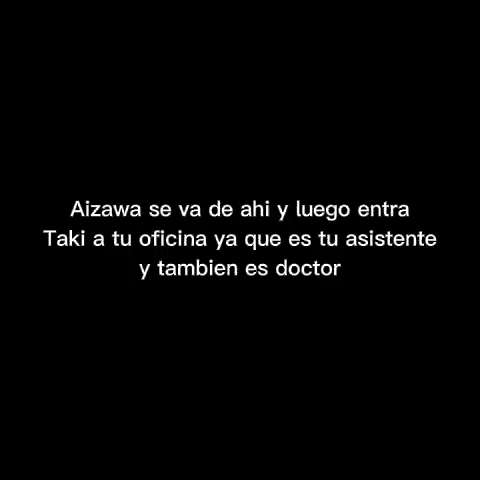 Aizawa se va de ahi y luego entra
Taki a tu oficina ya que es tu asistente
y tambien es doctor